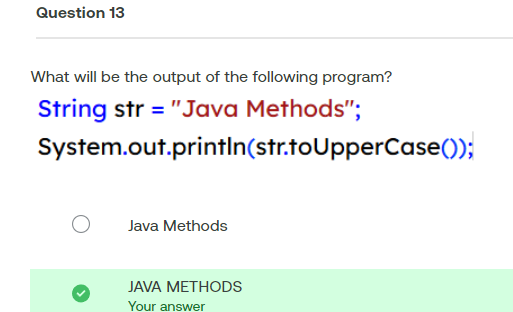 Question 13
What will be the output of the following program?
String str = "Java Methods";
System.out.println(str.toUpperCase());
Java Methods
JAVA METHODS
Your answer